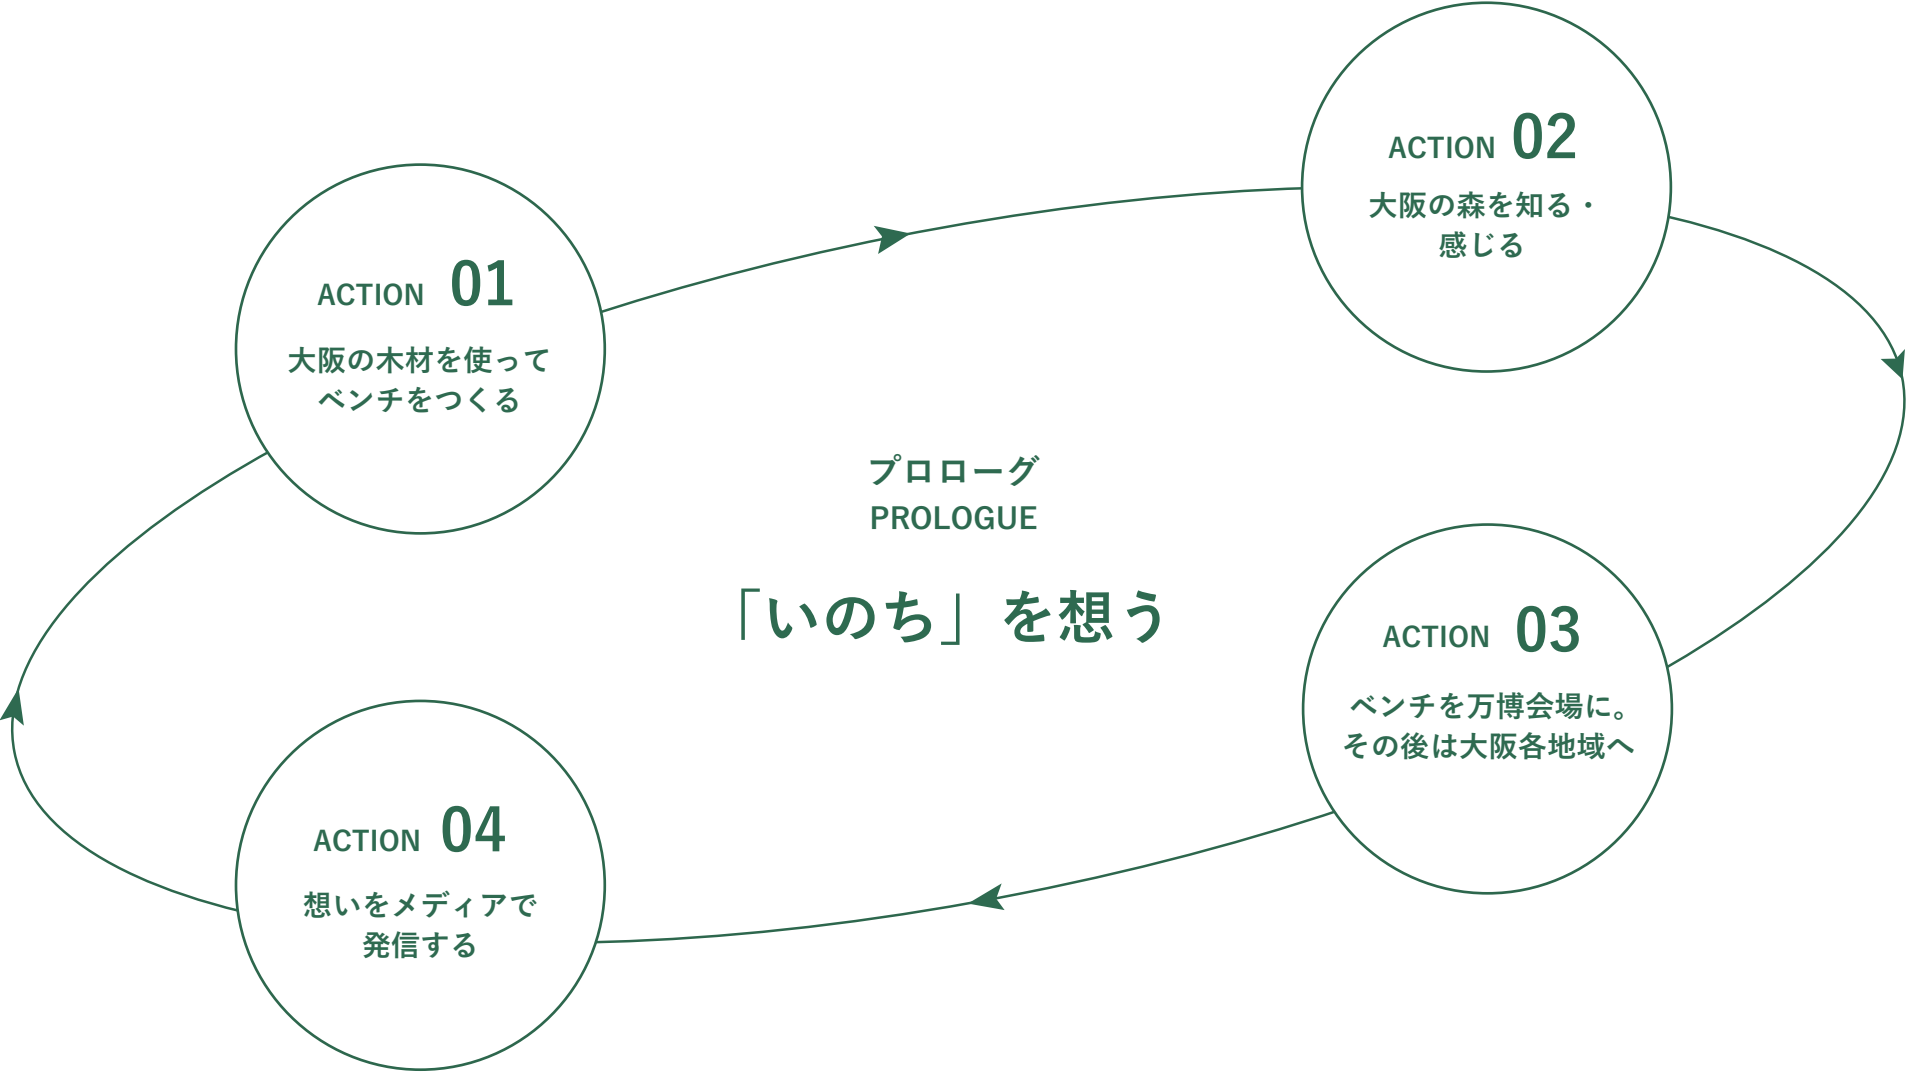 ACTION 01
大阪の木材を使って
ベンチをつくる
ACTION 02
大阪の森を知る・
感じる
プロローグ
PROLOGUE
「いのち」を想う
ACTION 03
ベンチを万博会場に。
その後は大阪各地域へ
ACTION 04
想いをメディアで
発信する